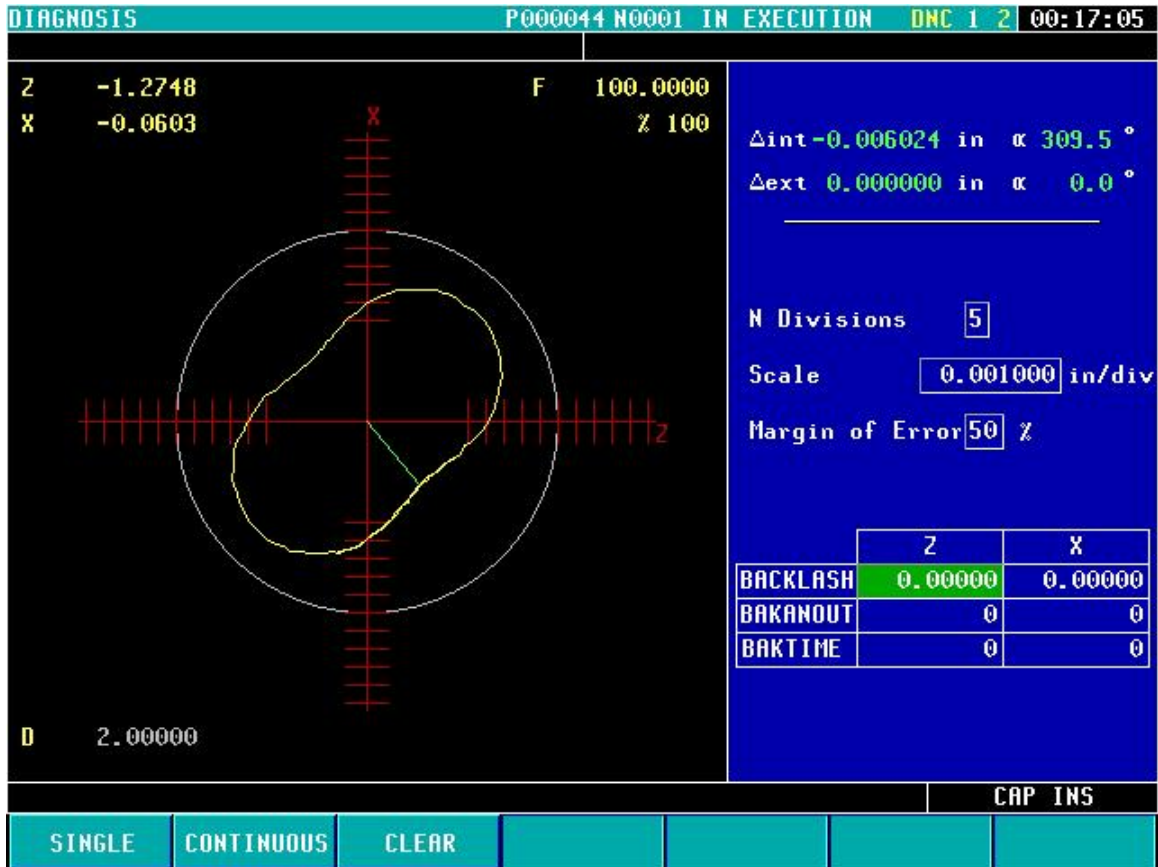 DIAGNOSIS P000044 N0001 IN EXECUTION DNC 1 2 00:17:05
Z -1.2748 F 100.0000
X -0.0603 % 100
X
Z
D 2.00000
Δint -0.006024 in α 309.5 °
Δext 0.000000 in α 0.0 °
N Divisions 5
Scale 0.001000 in/div
Margin of Error 50 %
Z X
BACKLASH 0.00000 0.00000
BAKANOUT 0 0
BAKTIME 0 0
CAP INS
SINGLE CONTINUOUS CLEAR